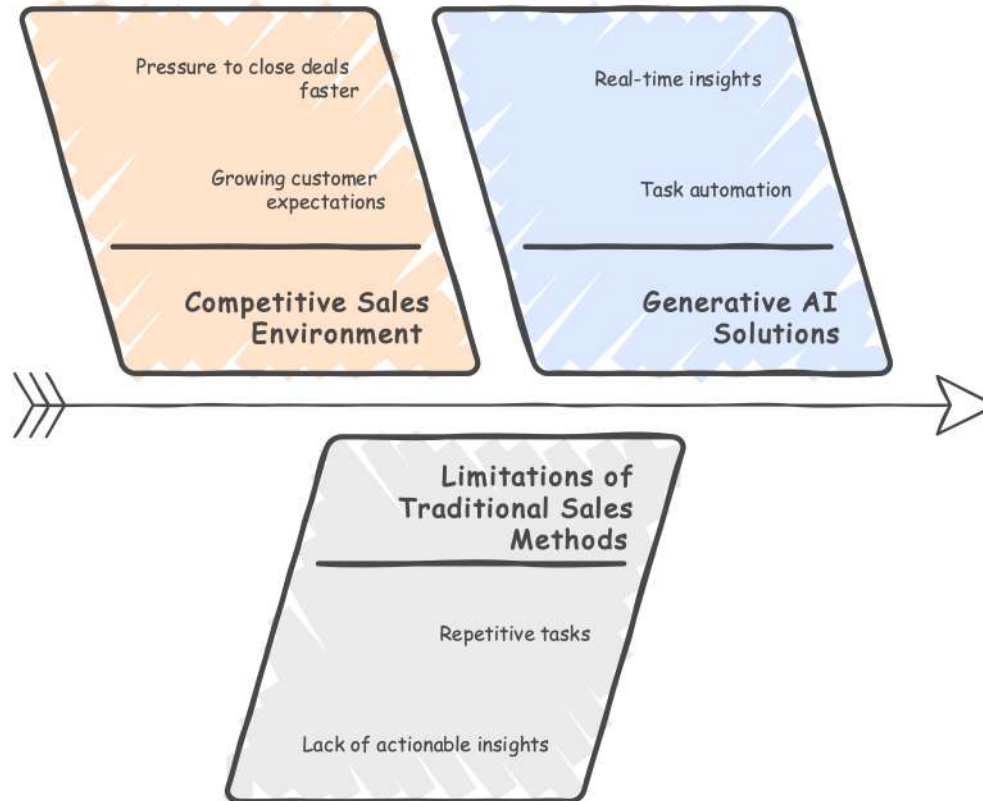 Pressure to close deals
faster
Growing customer
expectations
Competitive Sales
Environment
Real-time insights
Task automation
Generative AI
Solutions
Limitations of
Traditional Sales
Methods
Repetitive tasks
Lack of actionable insights